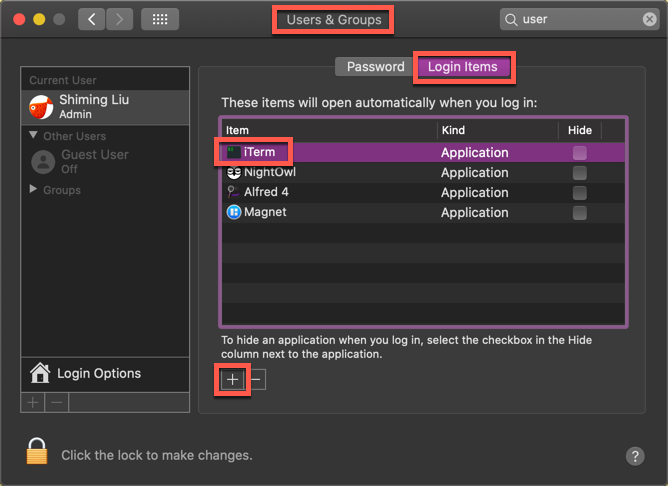 Users & Groups
user
Password
Login Items
Current User
Shiming Liu
Admin
Other Users
Guest User
Off
Groups
Login Options
These items will open automatically when you log in:
Item Kind Hide
iTerm Application
NightOwl Application
Alfred 4 Application
Magnet Application
To hide an application when you log in, select the checkbox in the Hide
column next to the application.
+ −
+ −
Click the lock to make changes.
?